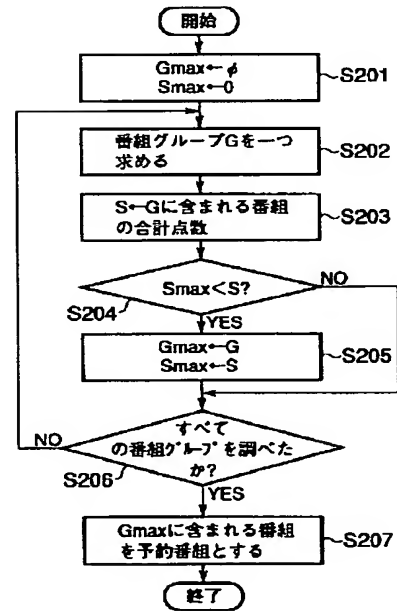 開始
Gmax←φ
Smax←0
S201
番組グループGを一つ
求める
S202
S←Gに含まれる番組
の合計点数
S203
Smax<S?
NO
S204
YES
Gmax←G
Smax←S
S205
すべて
の番組グループを調べた
か?
NO
S206
YES
Gmaxに含まれる番組
を予約番組とする
S207
終了